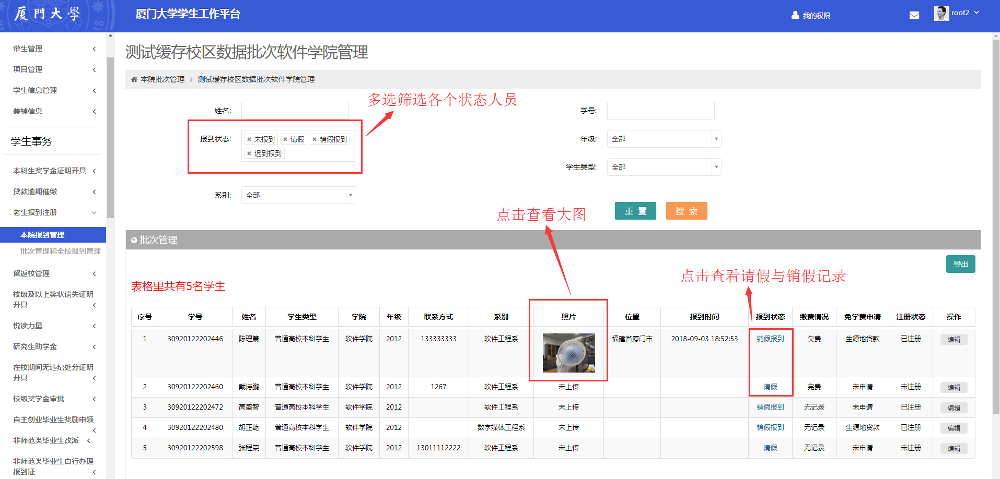 厦門大學
厦门大学学生工作平台
我的权限
root2
带生管理
项目管理
学生信息管理
兼辅信息
学生事务
本科生奖学金证明开具
贷款逾期催缴
老生报到注册
本院报到管理
批次管理和全校报到管理
留返校管理
校级及以上奖状遗失证明
开具
悦读力量
研究生助学金
在校期间无违纪处分证明
开具
校级奖学金审批
自主创业毕业生奖励申领
非师范类毕业生改派
非师范类毕业生自行办理
报到证
测试缓存校区数据批次软件学院管理
本院批次管理 > 测试缓存校区数据批次软件学院管理
多选筛选各个状态人员
姓名:
学号:
报到状态: × 未报到 × 请假 × 销假报到
× 迟到报到
年级: 全部
学生类型: 全部
系别: 全部
点击查看大图
重 置 搜 索
批次管理
导出
点击查看请假与销假记录
表格里共有5名学生
序号 学号 姓名 学生类型 学院 年级 联系方式 系别 照片 位置 报到时间 报到状态 缴费情况 免学费申请 注册状态 操作
1 30920122202446 陈理箫 普通高校本科学生 软件学院 2012 133333333 软件工程系 福建省厦门市 2018-09-03 18:52:53 销假报到 欠费 生源地贷款 已注册 编辑
2 30920122202460 戴诗鹏 普通高校本科学生 软件学院 2012 1267 软件工程系 未上传 请假 完费 未申请 未注册 编辑
3 30920122202472 高盛智 普通高校本科学生 软件学院 2012 软件工程系 未上传 销假报到 无记录 未申请 已注册 编辑
4 30920122202480 胡正乾 普通高校本科学生 软件学院 2012 数字媒体工程系 未上传 销假报到 无记录 生源地贷款 已注册 编辑
5 30920122202598 张程荣 普通高校本科学生 软件学院 2012 13011112222 软件工程系 未上传 请假 无记录 未申请 未注册 编辑